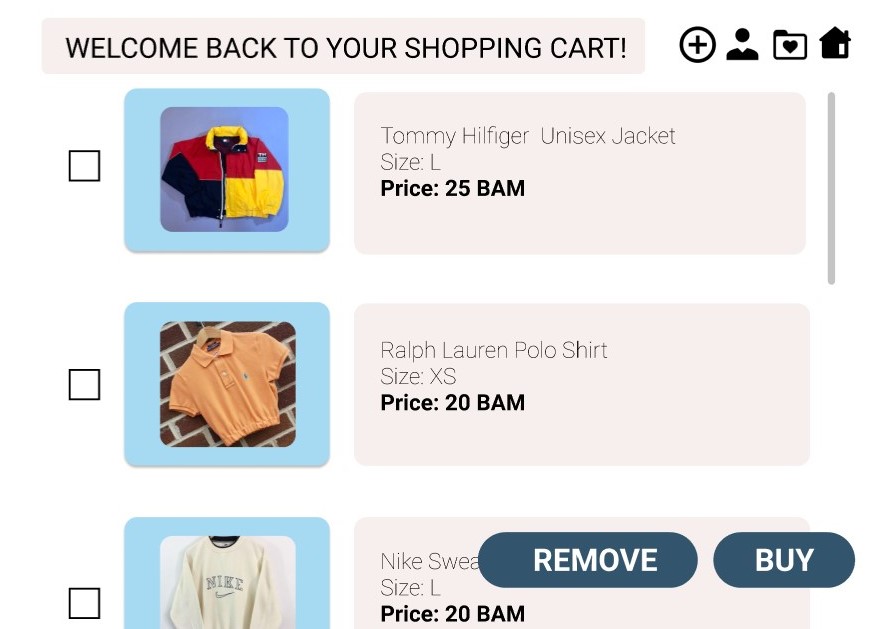 WELCOME BACK TO YOUR SHOPPING CART!
Tommy Hilfiger Unisex Jacket
Size: L
Price: 25 BAM
Ralph Lauren Polo Shirt
Size: XS
Price: 20 BAM
NIKE
Nike Swea
Size: L
Price: 20 BAM
REMOVE
BUY